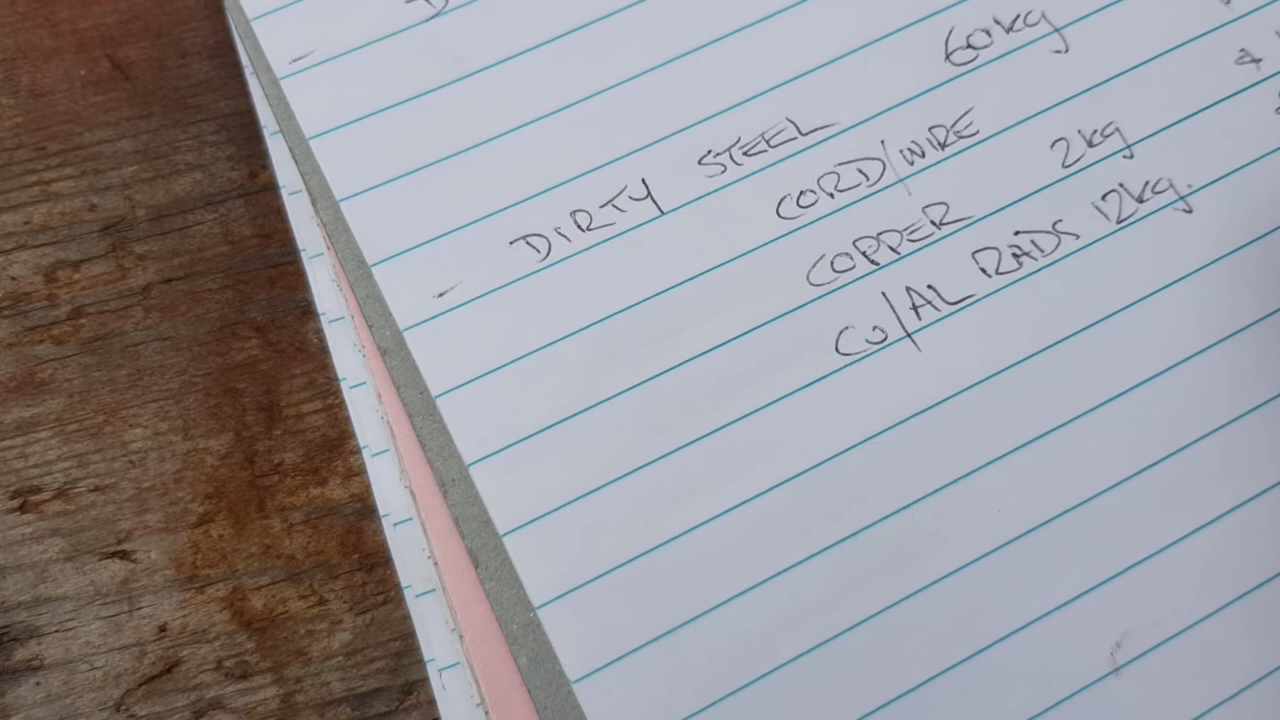 - DIRTY STEEL 60kg
CORD/WIRE
COPPER 2kg
Cu/AL RADS 12kg.